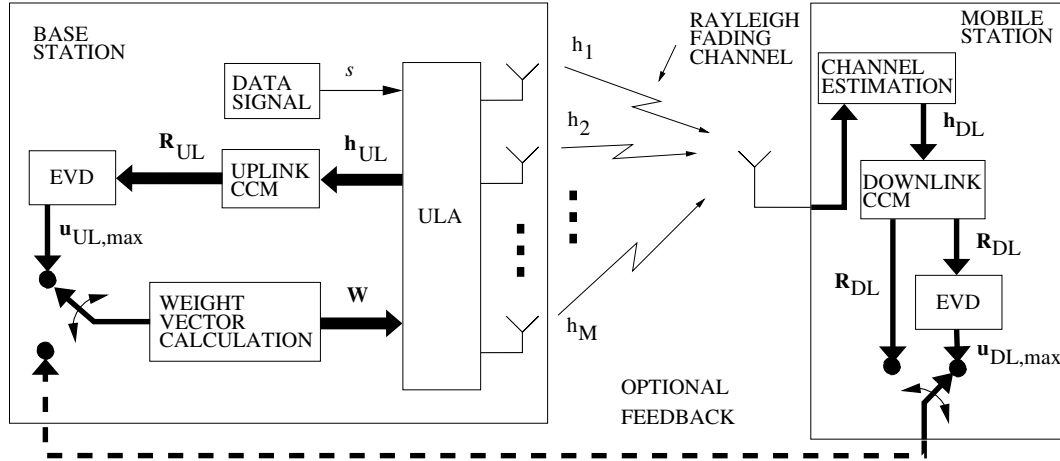 BASE
STATION
DATA
SIGNAL
s
R_UL
h_UL
EVD
UPLINK
CCM
ULA
u_UL,max
WEIGHT
VECTOR
CALCULATION
W
h_1
h_2
h_M
RAYLEIGH
FADING
CHANNEL
OPTIONAL
FEEDBACK
MOBILE
STATION
CHANNEL
ESTIMATION
h_DL
DOWNLINK
CCM
R_DL
R_DL
EVD
u_DL,max